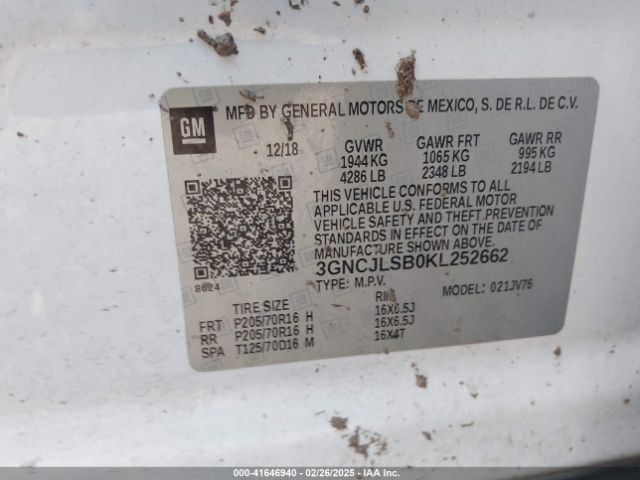 GM
MFD BY GENERAL MOTORS DE MEXICO, S. DE R.L. DE C.V.
12/18 GVWR GAWR FRT GAWR RR
1944 KG 1065 KG 995 KG
4286 LB 2348 LB 2194 LB
THIS VEHICLE CONFORMS TO ALL
APPLICABLE U.S. FEDERAL MOTOR
VEHICLE SAFETY AND THEFT PREVENTION
STANDARDS IN EFFECT ON THE DATE OF
MANUFACTURE SHOWN ABOVE.
3GNCJLSB0KL252662
8624
TYPE: M.P.V. MODEL: 021JV76
TIRE SIZE RIM
FRT P205/70R16 H 16X6.5J
RR P205/70R16 H 16X6.5J
SPA T125/70D16 M 16X4T
000-41646940 - 02/26/2025 - IAAI.COM